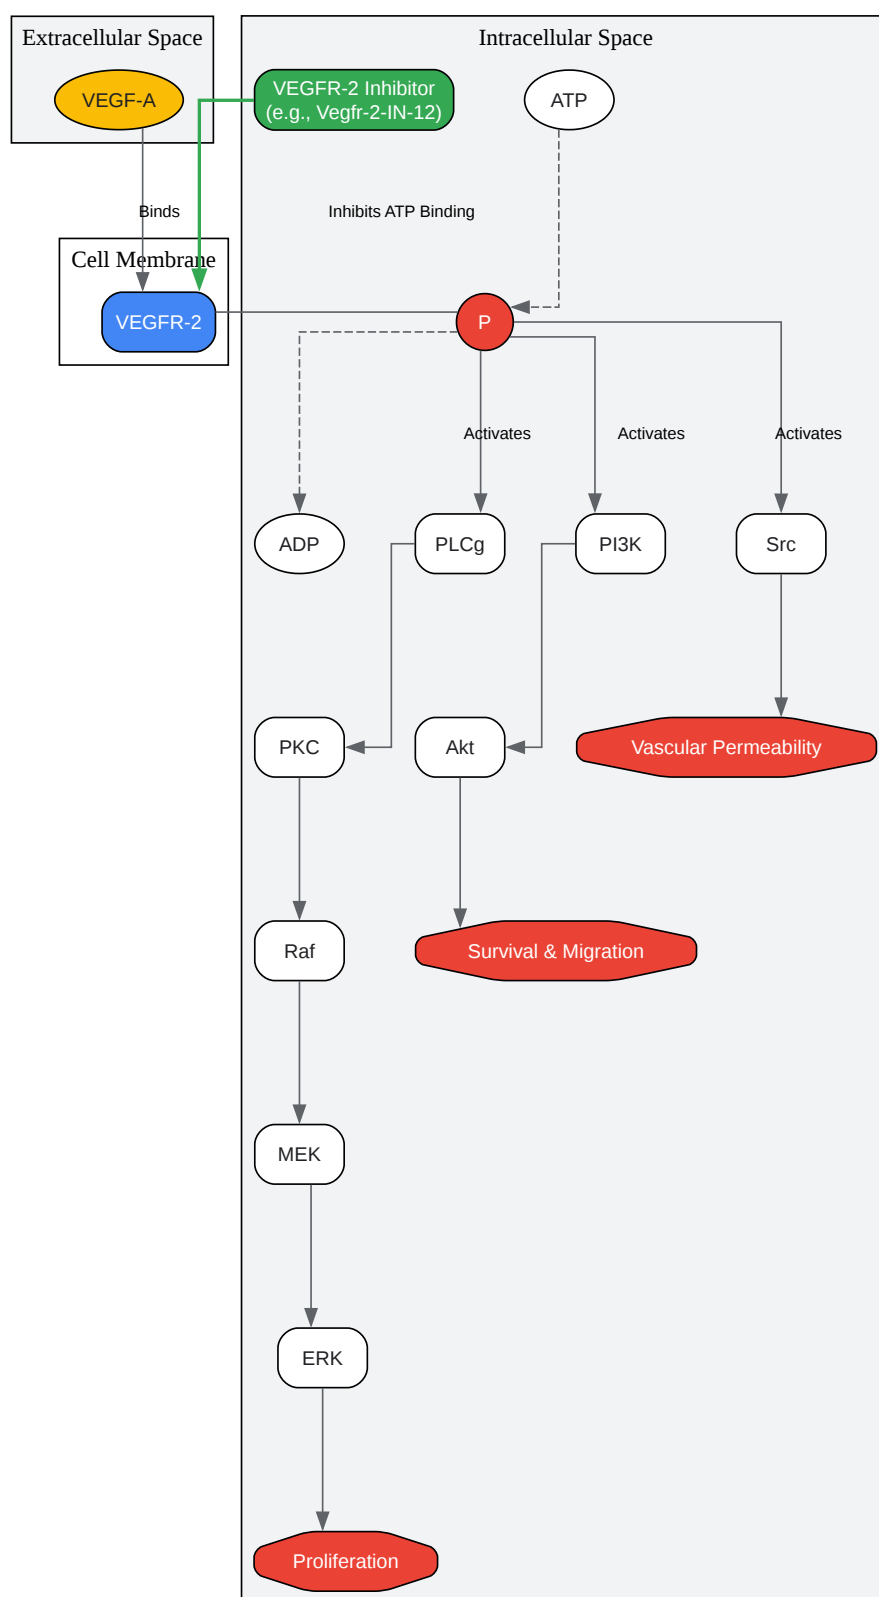 Extracellular Space
Intracellular Space
VEGF-A
VEGFR-2 Inhibitor
(e.g., Vegfr-2-IN-12)
ATP
Binds
Inhibits ATP Binding
Cell Membrane
VEGFR-2
P
Activates
Activates
Activates
ADP
PLCg
PI3K
Src
PKC
Akt
Vascular Permeability
Raf
Survival & Migration
MEK
ERK
Proliferation